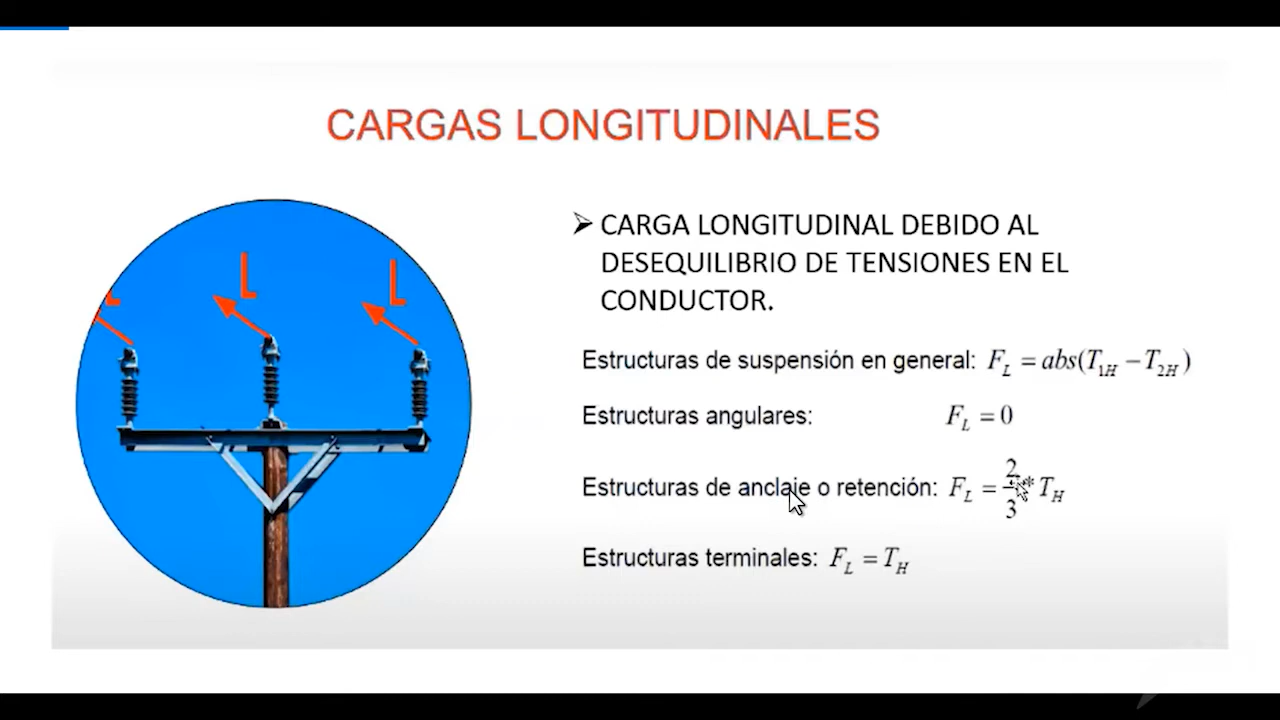 CARGAS LONGITUDINALES
L
L
L
➢ CARGA LONGITUDINAL DEBIDO AL
DESEQUILIBRIO DE TENSIONES EN EL
CONDUCTOR.
Estructuras de suspensión en general: F_L = abs(T_1H − T_2H)
Estructuras angulares: F_L = 0
Estructuras de anclaje o retención: F_L = 2/3 * T_H
Estructuras terminales: F_L = T_H